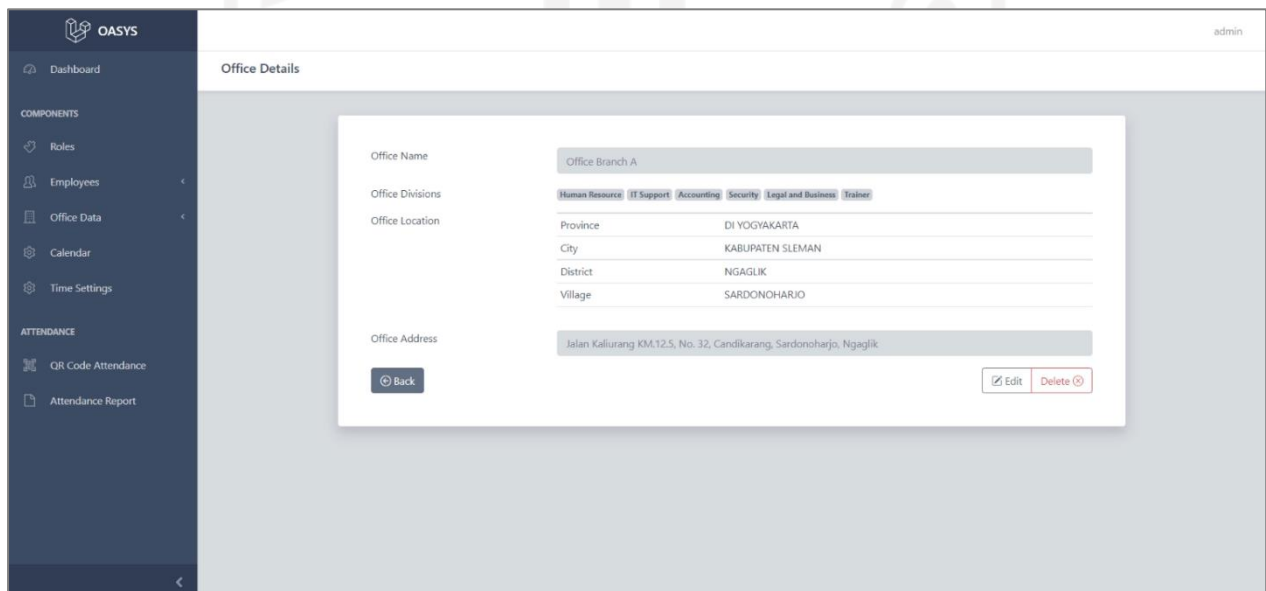 OASYS
admin
Dashboard
Office Details
COMPONENTS
Roles
Employees
Office Data
Calendar
Time Settings
ATTENDANCE
QR Code Attendance
Attendance Report
Office Name
Office Branch A
Office Divisions
Human Resource IT Support Accounting Security Legal and Business Trainer
Office Location
Province DI YOGYAKARTA
City KABUPATEN SLEMAN
District NGAGLIK
Village SARDONOHARJO
Office Address
Jalan Kaliurang KM.12.5, No. 32, Candikarang, Sardonoharjo, Ngaglik
Back
Edit Delete